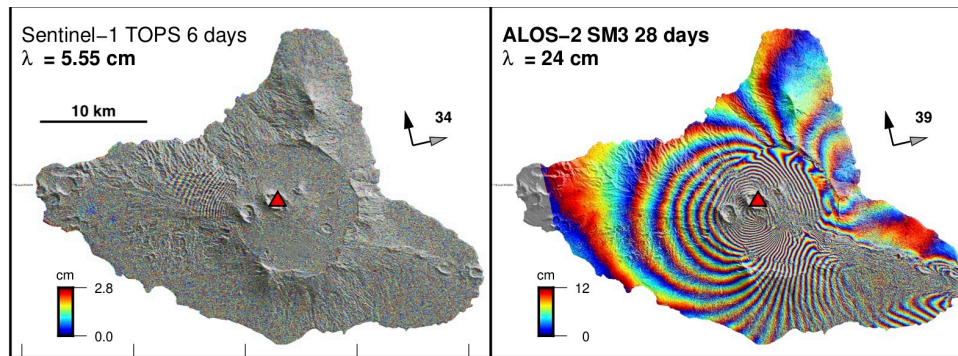 Sentinel−1 TOPS 6 days
λ = 5.55 cm
10 km
34
cm
2.8
0.0
ALOS−2 SM3 28 days
λ = 24 cm
39
cm
12
0